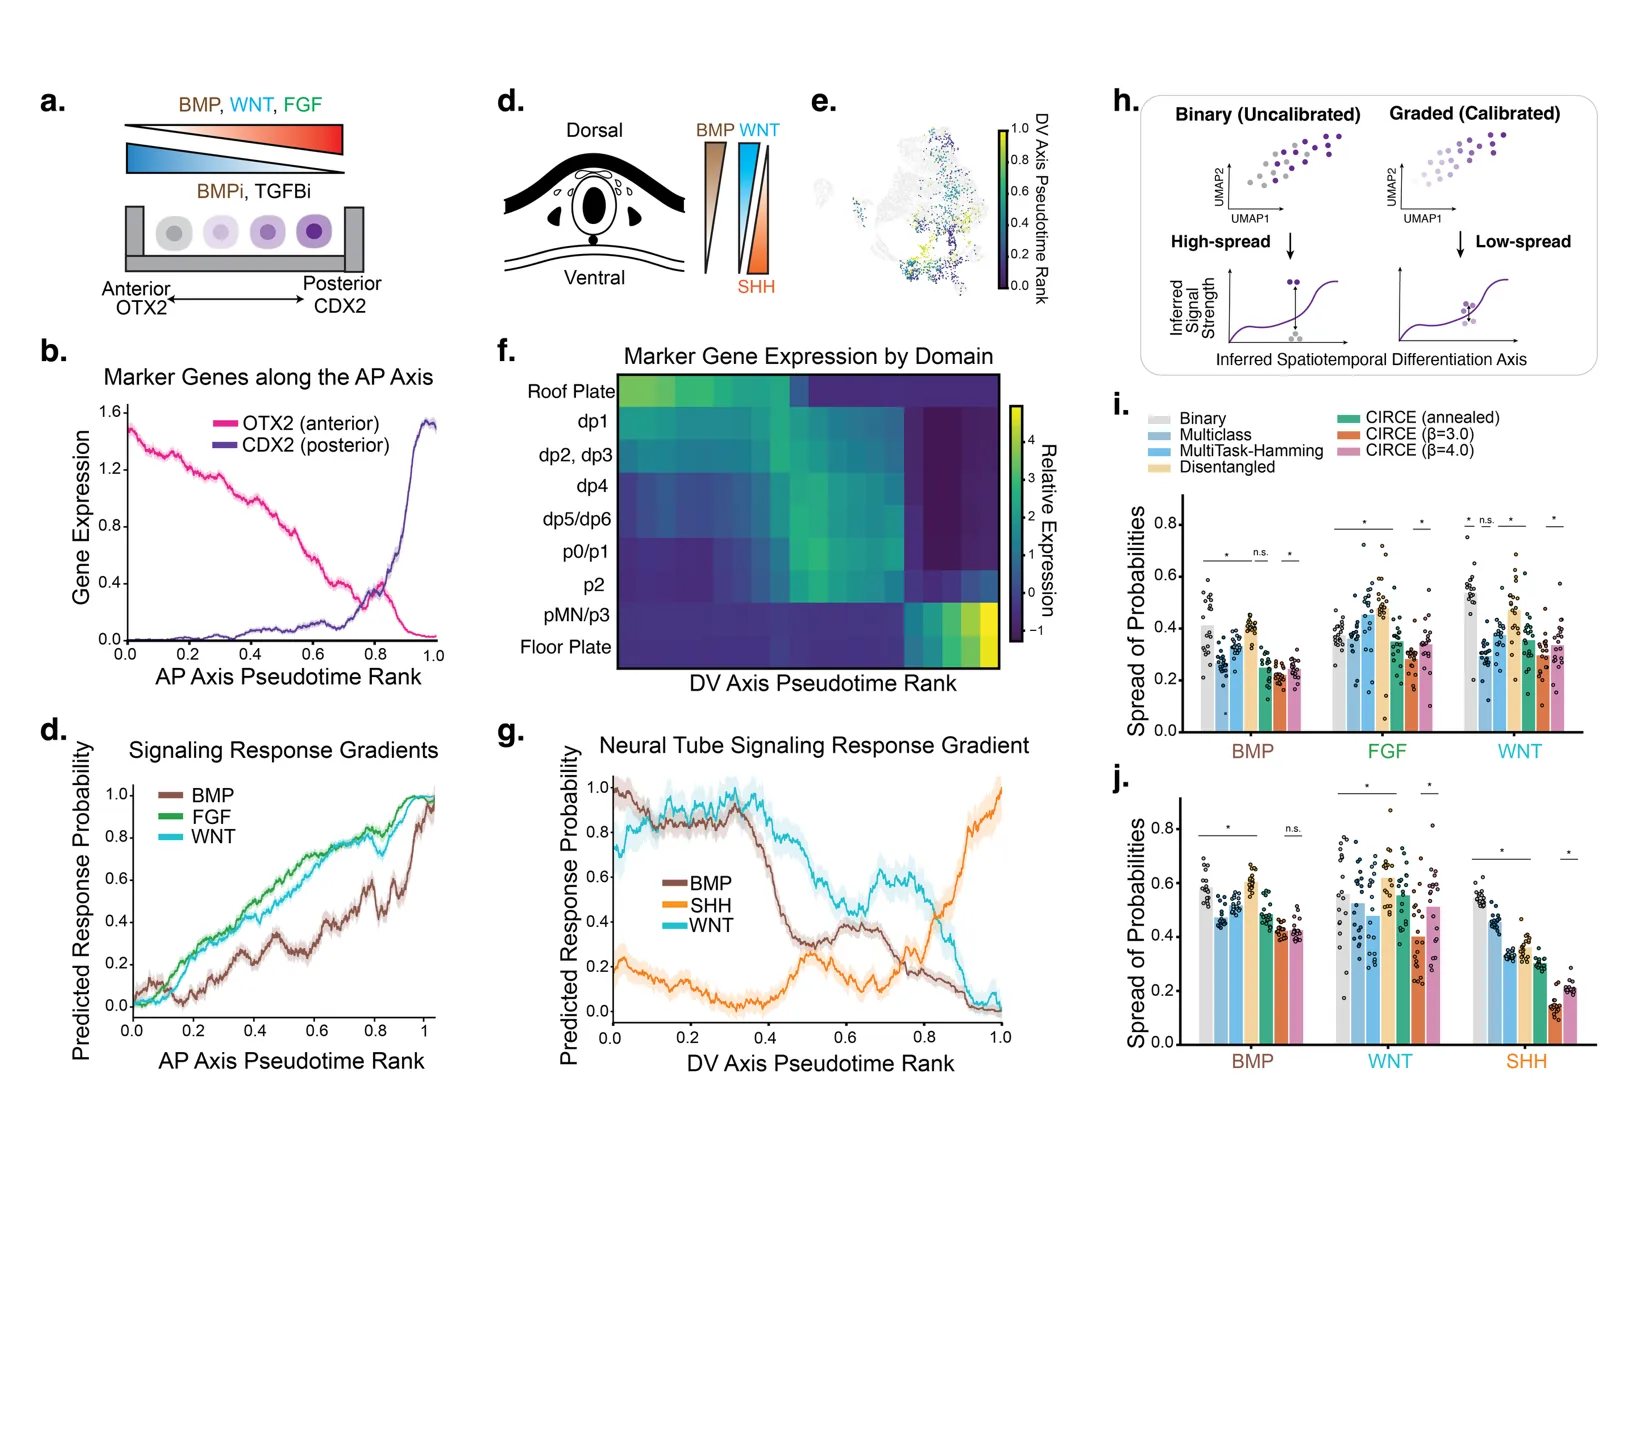 a.
BMP, WNT, FGF
BMPi, TGFBi
Anterior
OTX2
Posterior
CDX2
b.
Marker Genes along the AP Axis
OTX2 (anterior)
CDX2 (posterior)
Gene Expression
1.6
1.2
0.8
0.4
0.0
0.0 0.2 0.4 0.6 0.8 1.0
AP Axis Pseudotime Rank
d.
Signaling Response Gradients
BMP
FGF
WNT
Predicted Response Probability
1.0
0.8
0.6
0.4
0.2
0.0
0.0 0.2 0.4 0.6 0.8 1
AP Axis Pseudotime Rank
d.
Dorsal
Ventral
BMP WNT
SHH
e.
1.0
0.8
0.6
0.4
0.2
0.0
DV Axis Pseudotime Rank
f.
Marker Gene Expression by Domain
Roof Plate
dp1
dp2, dp3
dp4
dp5/dp6
p0/p1
p2
pMN/p3
Floor Plate
DV Axis Pseudotime Rank
4
3
2
1
0
−1
Relative Expression
g.
Neural Tube Signaling Response Gradient
BMP
SHH
WNT
Predicted Response Probability
1.0
0.8
0.6
0.4
0.2
0.0
0.0 0.2 0.4 0.6 0.8 1.0
DV Axis Pseudotime Rank
h.
Binary (Uncalibrated)
Graded (Calibrated)
UMAP2
UMAP1
UMAP2
UMAP1
High-spread
Low-spread
Inferred
Signal
Strength
Inferred Spatiotemporal Differentiation Axis
i.
Binary
Multiclass
MultiTask-Hamming
Disentangled
CIRCE (annealed)
CIRCE (β=3.0)
CIRCE (β=4.0)
Spread of Probabilities
0.8
0.6
0.4
0.2
0.0
* n.s. *
* *
* n.s. * *
*
BMP FGF WNT
j.
Spread of Probabilities
0.8
0.6
0.4
0.2
0.0
* n.s.
* *
* *
BMP WNT SHH